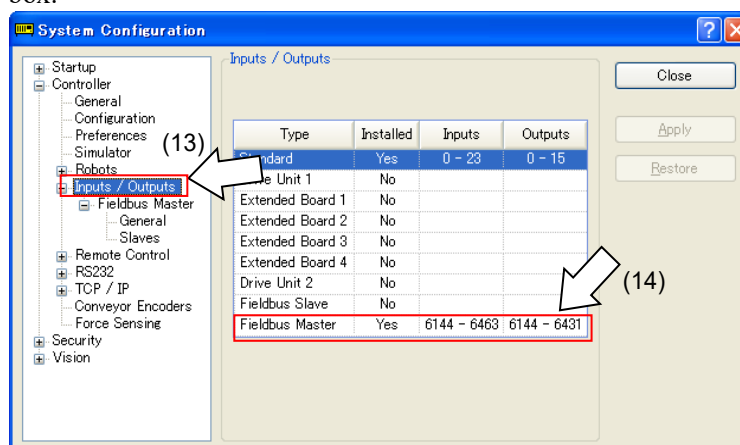 box.
System Configuration
Startup
Controller
General
Configuration
Preferences
Simulator
Robots
Inputs / Outputs
Fieldbus Master
General
Slaves
Remote Control
RS232
TCP / IP
Conveyor Encoders
Force Sensing
Security
Vision
(13)
Inputs / Outputs
Type Installed Inputs Outputs
Standard Yes 0 - 23 0 - 15
Drive Unit 1 No
Extended Board 1 No
Extended Board 2 No
Extended Board 3 No
Extended Board 4 No
Drive Unit 2 No
Fieldbus Slave No
Fieldbus Master Yes 6144 - 6463 6144 - 6431
(14)
Close
Apply
Restore